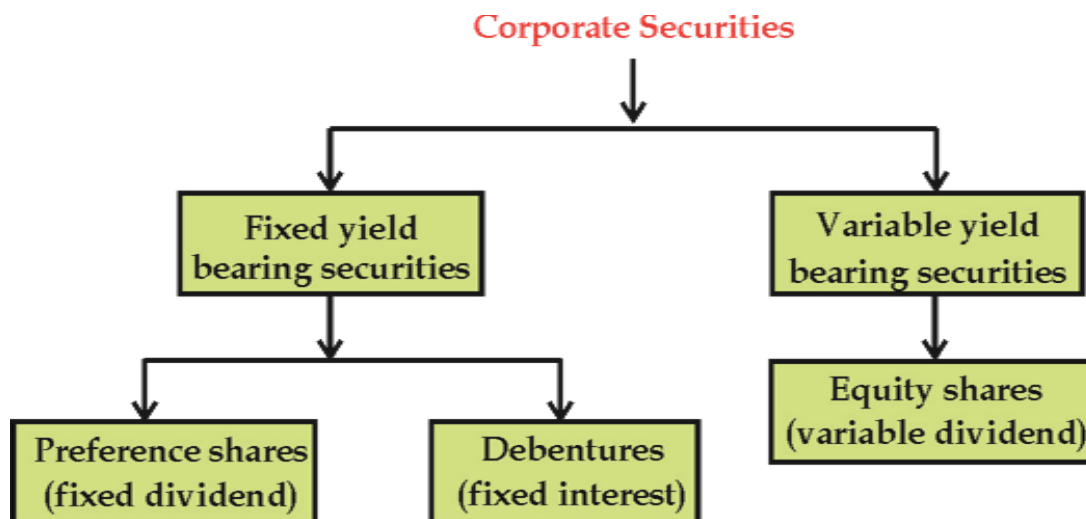 Corporate Securities
Fixed yield
bearing securities
Variable yield
bearing securities
Preference shares
(fixed dividend)
Debentures
(fixed interest)
Equity shares
(variable dividend)